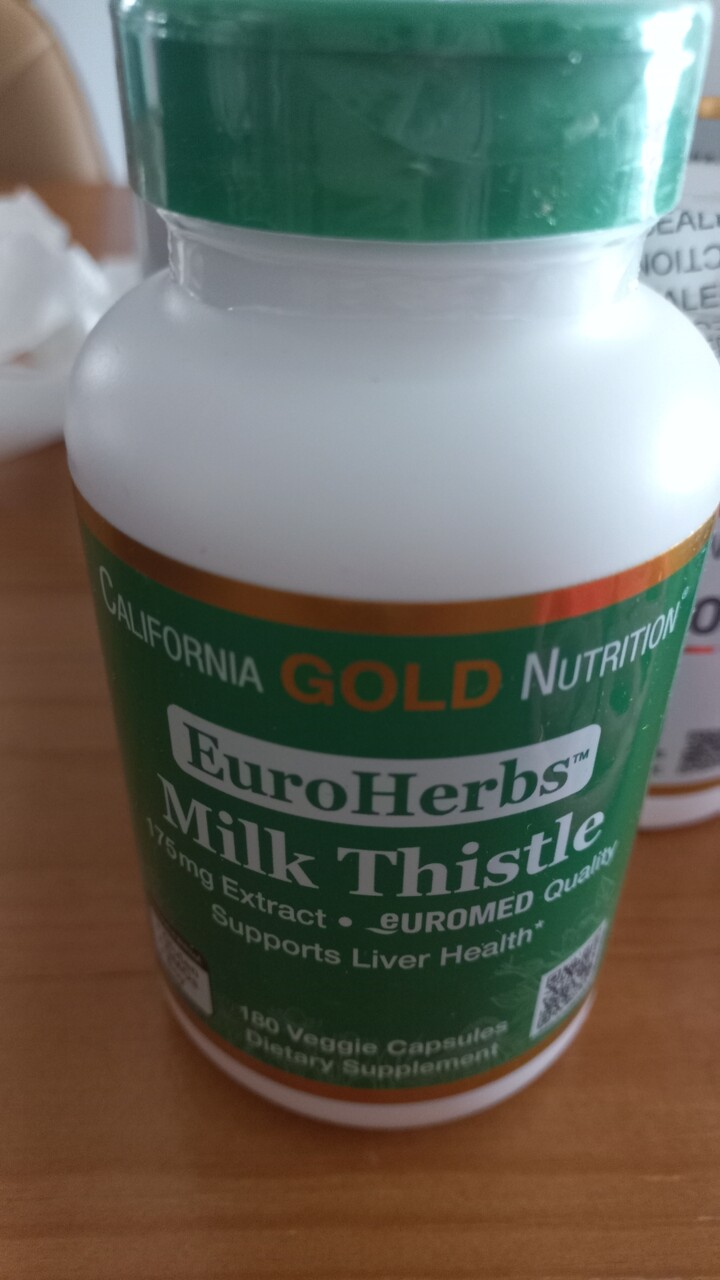 CALIFORNIA GOLD NUTRITION®
EuroHerbs™
Milk Thistle
175mg Extract • EUROMED Quality
Supports Liver Health*
180 Veggie Capsules
Dietary Supplement